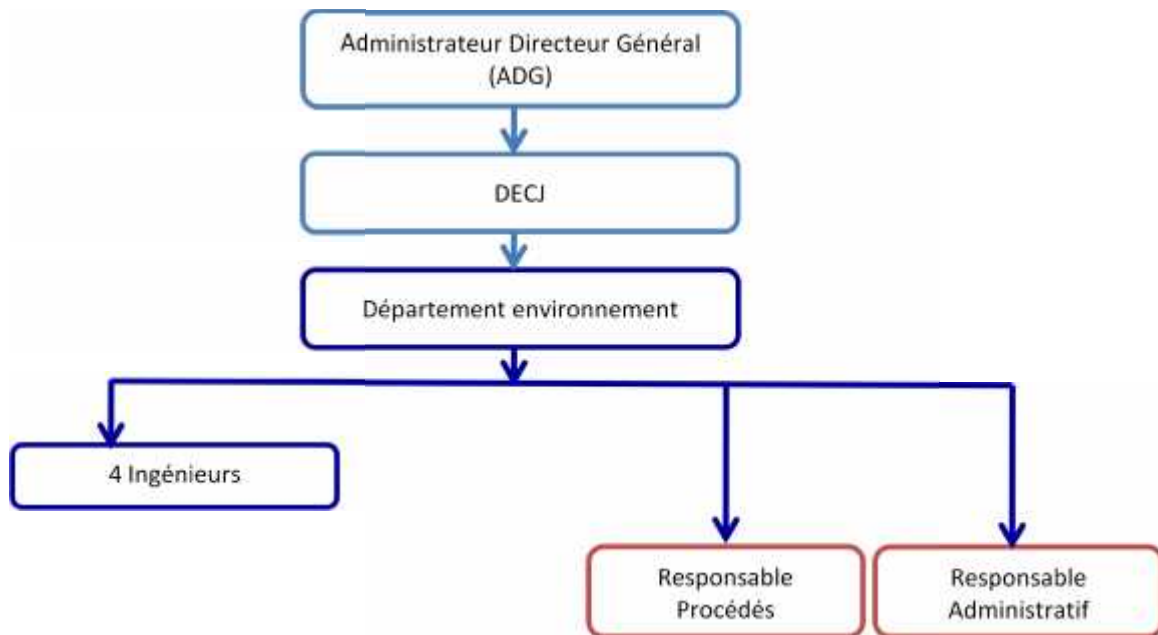 Administrateur Directeur Général
(ADG)
DECJ
Département environnement
4 Ingénieurs
Responsable
Procédés
Responsable
Administratif